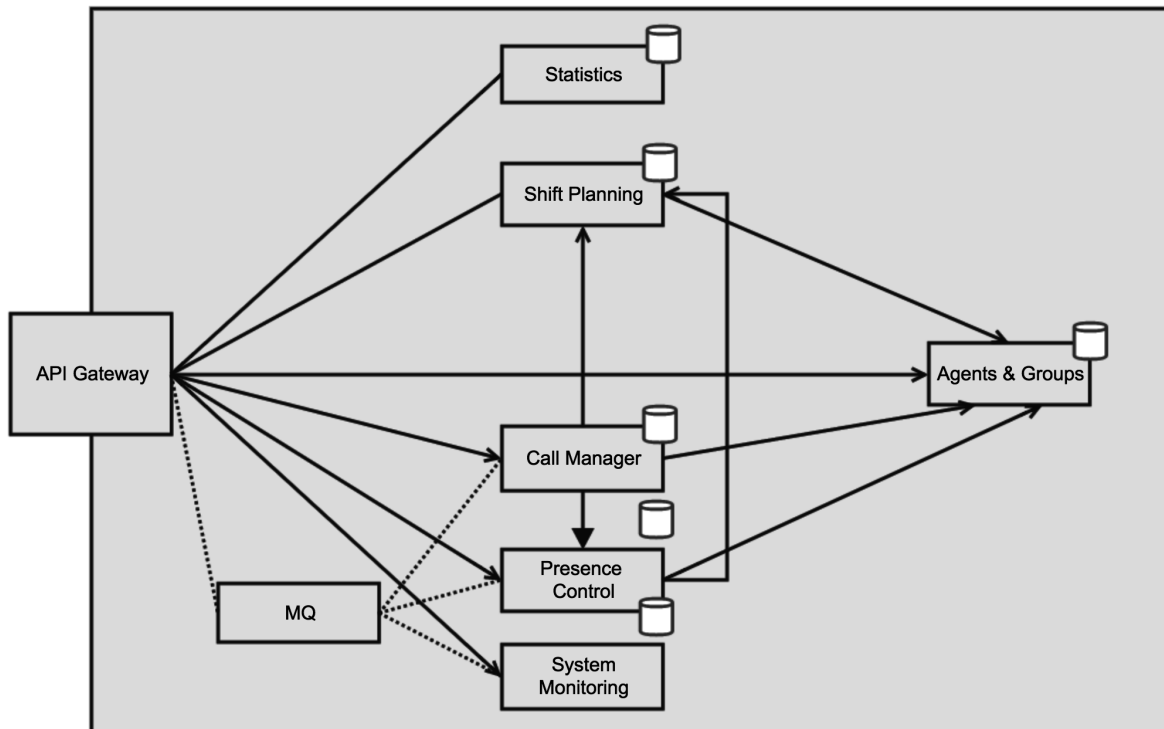 Statistics
Shift Planning
API Gateway
Agents & Groups
Call Manager
Presence
Control
MQ
System
Monitoring